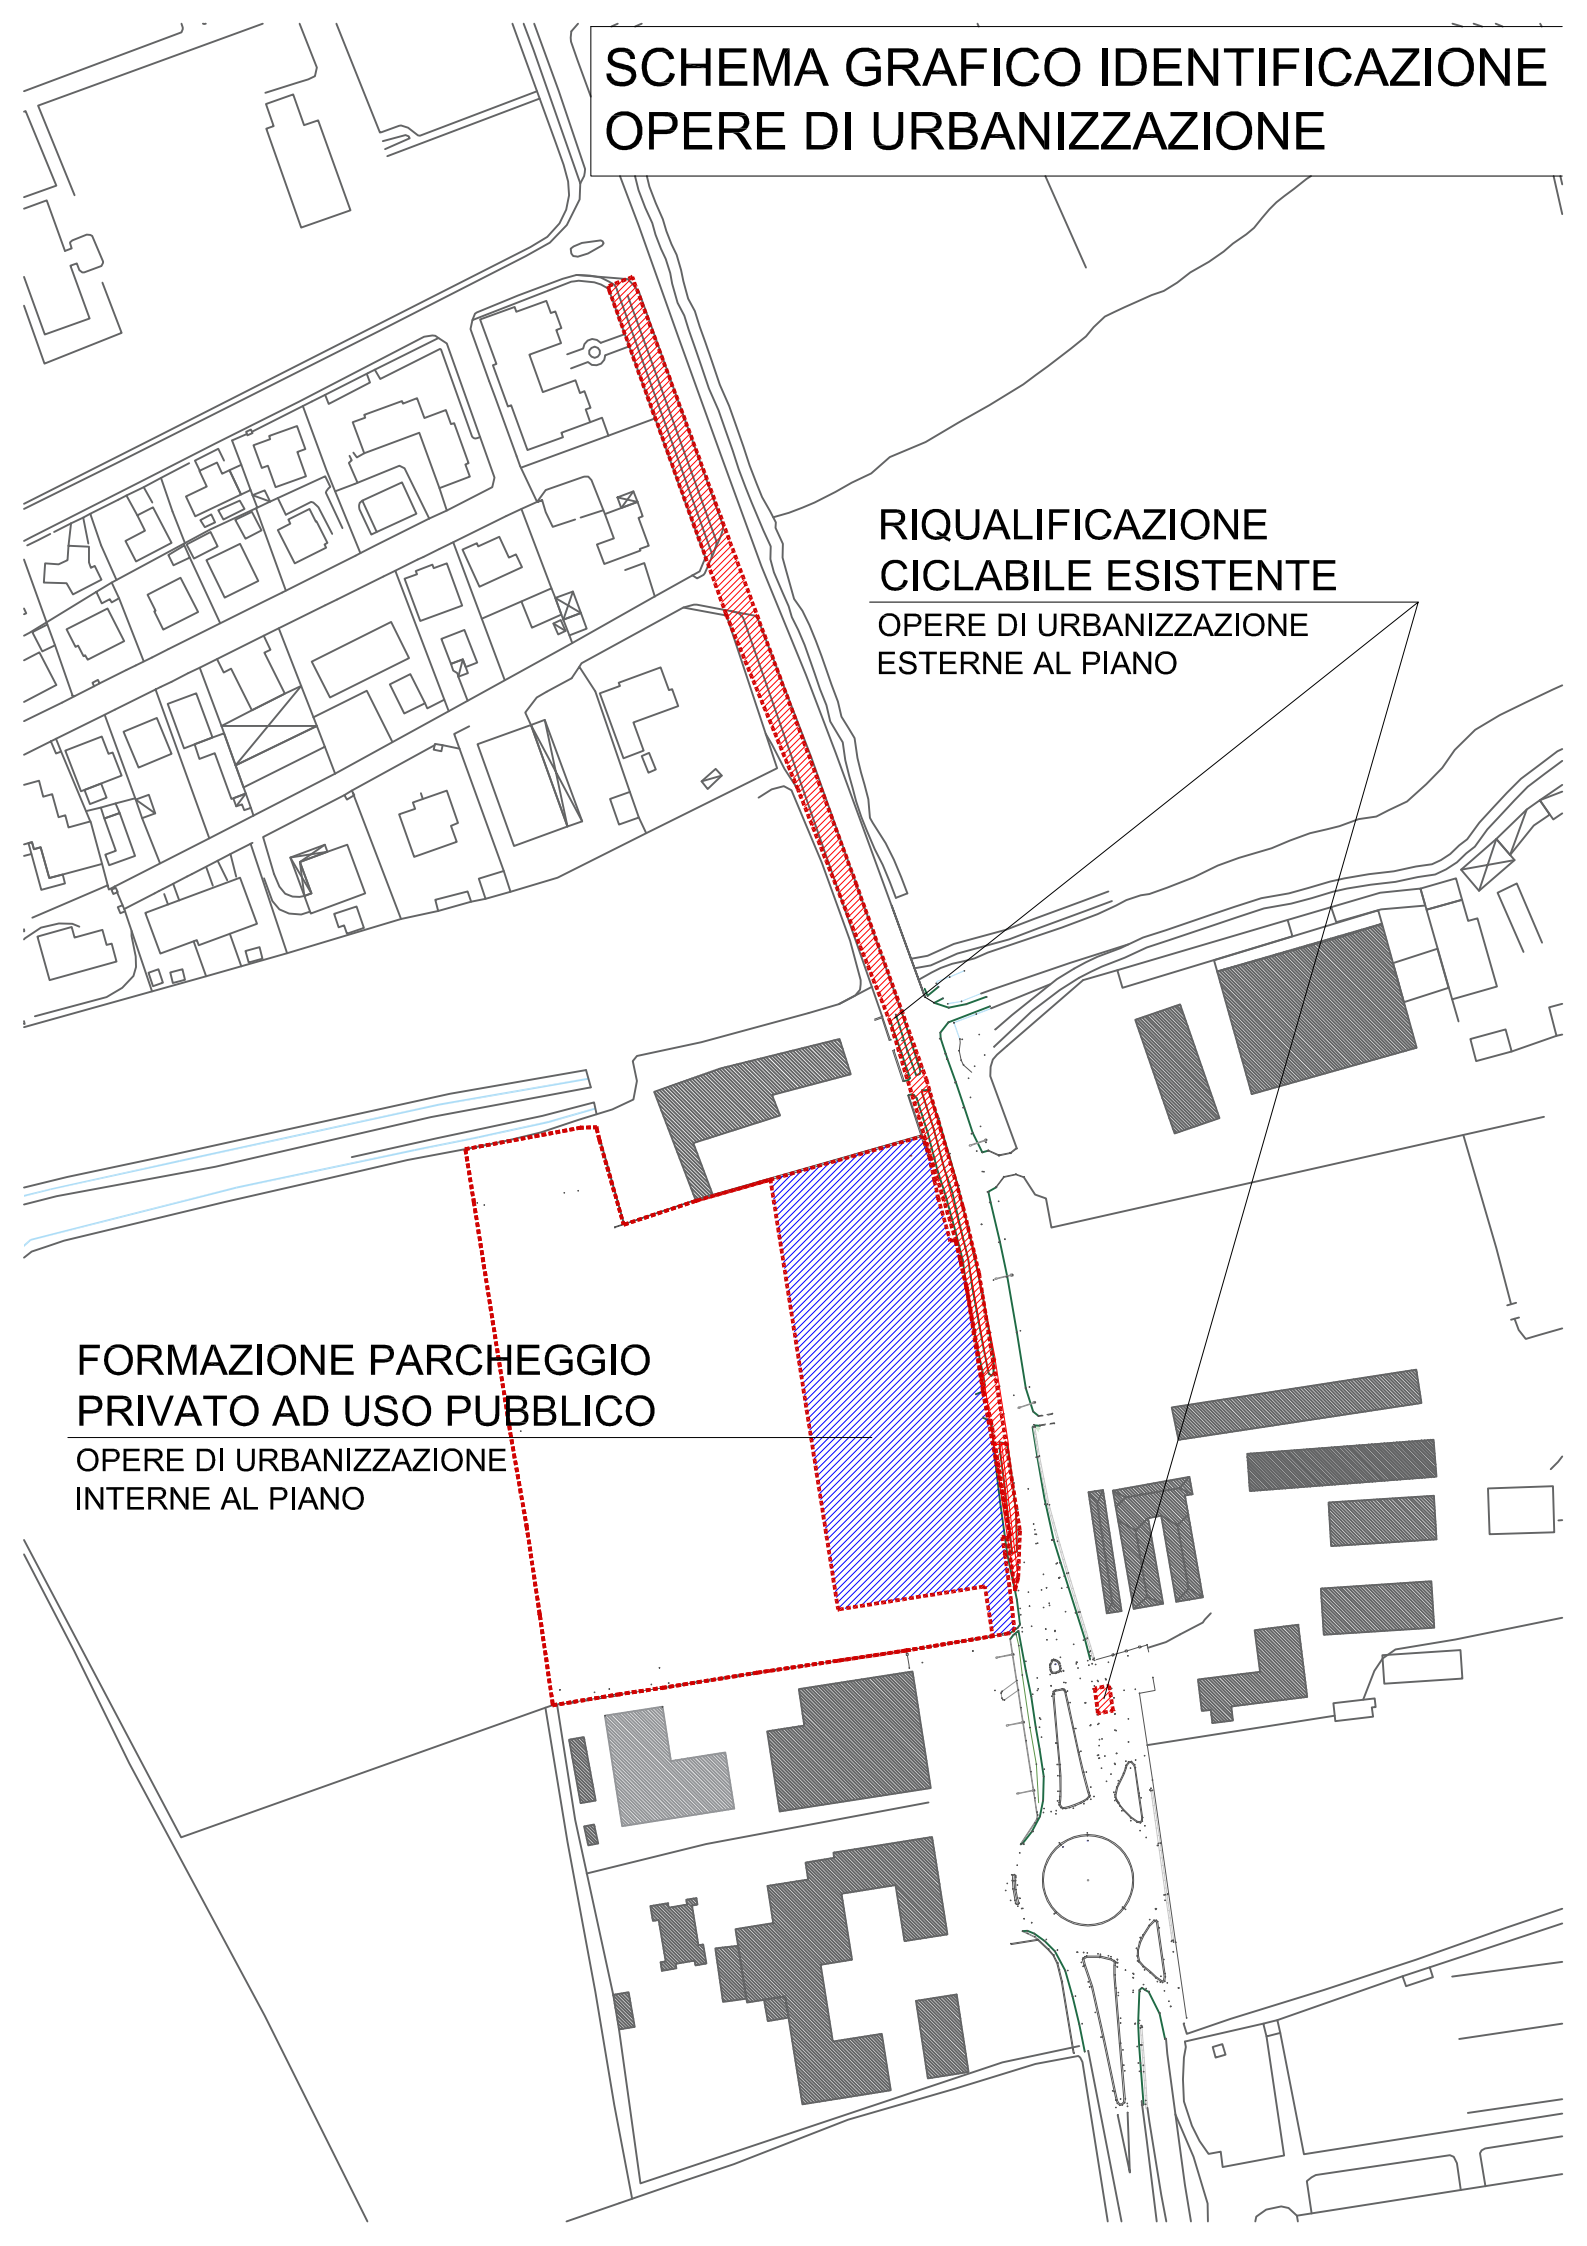 SCHEMA GRAFICO IDENTIFICAZIONE
OPERE DI URBANIZZAZIONE
RIQUALIFICAZIONE
CICLABILE ESISTENTE
OPERE DI URBANIZZAZIONE
ESTERNE AL PIANO
FORMAZIONE PARCHEGGIO
PRIVATO AD USO PUBBLICO
OPERE DI URBANIZZAZIONE
INTERNE AL PIANO